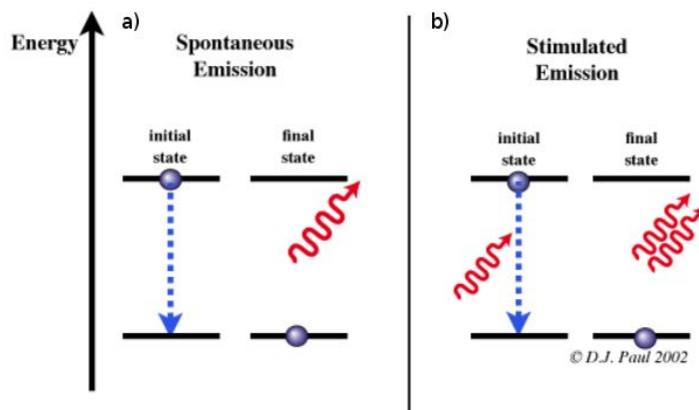 Energy
a)
Spontaneous
Emission
initial
state
final
state
b)
Stimulated
Emission
initial
state
final
state
© D.J. Paul 2002